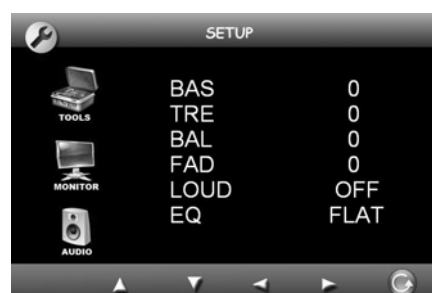 SETUP
TOOLS
MONITOR
AUDIO
BAS 0
TRE 0
BAL 0
FAD 0
LOUD OFF
EQ FLAT